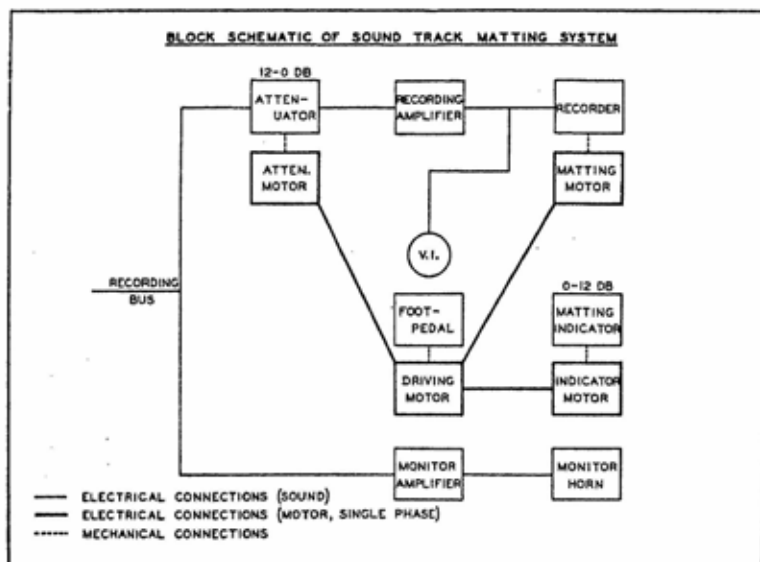 BLOCK SCHEMATIC OF SOUND TRACK MATTING SYSTEM
12-0 DB
ATTEN-
UATOR
RECORDING
AMPLIFIER
RECORDER
ATTEN.
MOTOR
MATTING
MOTOR
V.I.
RECORDING
BUS
FOOT-
PEDAL
0-12 DB
MATTING
INDICATOR
DRIVING
MOTOR
INDICATOR
MOTOR
MONITOR
AMPLIFIER
MONITOR
HORN
ELECTRICAL CONNECTIONS (SOUND)
ELECTRICAL CONNECTIONS (MOTOR, SINGLE PHASE)
MECHANICAL CONNECTIONS